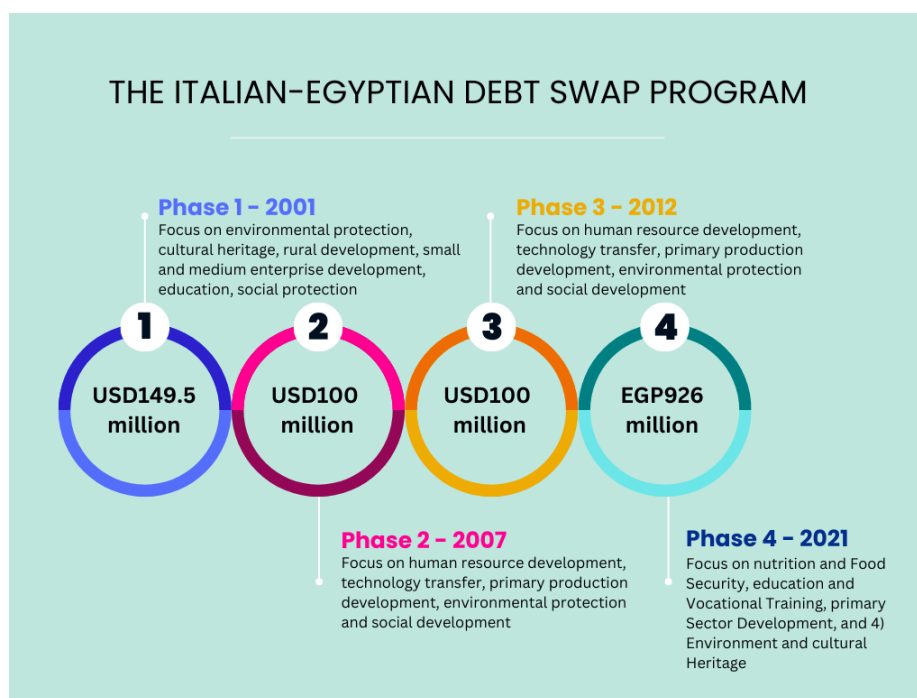 THE ITALIAN-EGYPTIAN DEBT SWAP PROGRAM
Phase 1 - 2001
Focus on environmental protection,
cultural heritage, rural development, small
and medium enterprise development,
education, social protection
Phase 3 - 2012
Focus on human resource development,
technology transfer, primary production
development, environmental protection
and social development
1
2
3
4
USD149.5
million
USD100
million
USD100
million
EGP926
million
Phase 2 - 2007
Focus on human resource development,
technology transfer, primary production
development, environmental protection
and social development
Phase 4 - 2021
Focus on nutrition and Food
Security, education and
Vocational Training, primary
Sector Development, and 4)
Environment and cultural
Heritage